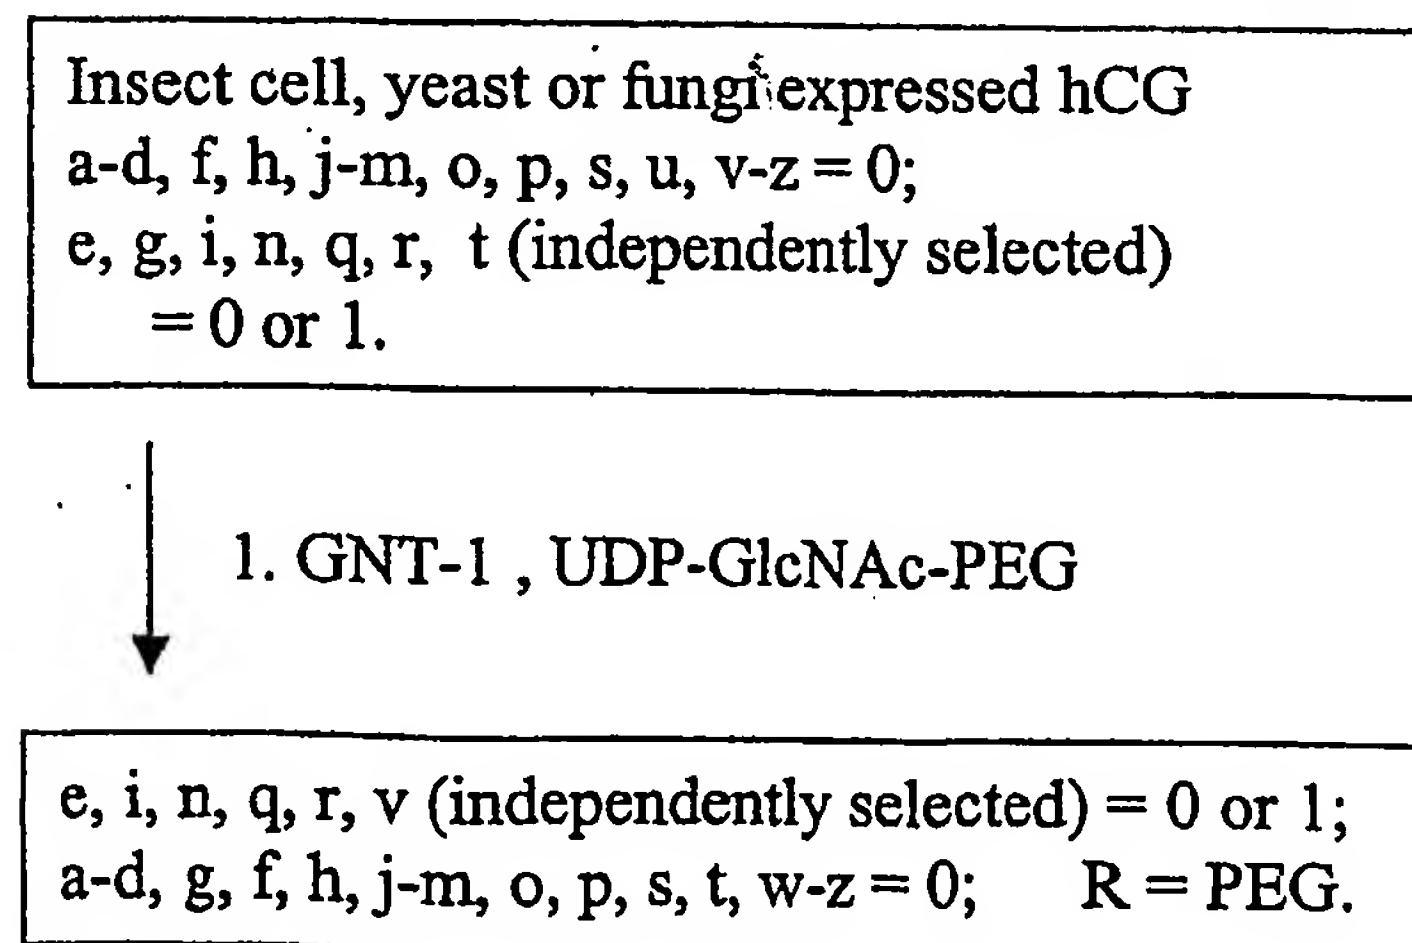 Insect cell, yeast or fungi expressed hCG
a-d, f, h, j-m, o, p, s, u, v-z = 0;
e, g, i, n, q, r, t (independently selected)
= 0 or 1.
1. GNT-1 , UDP-GlcNAc-PEG
e, i, n, q, r, v (independently selected) = 0 or 1;
a-d, g, f, h, j-m, o, p, s, t, w-z = 0; R = PEG.